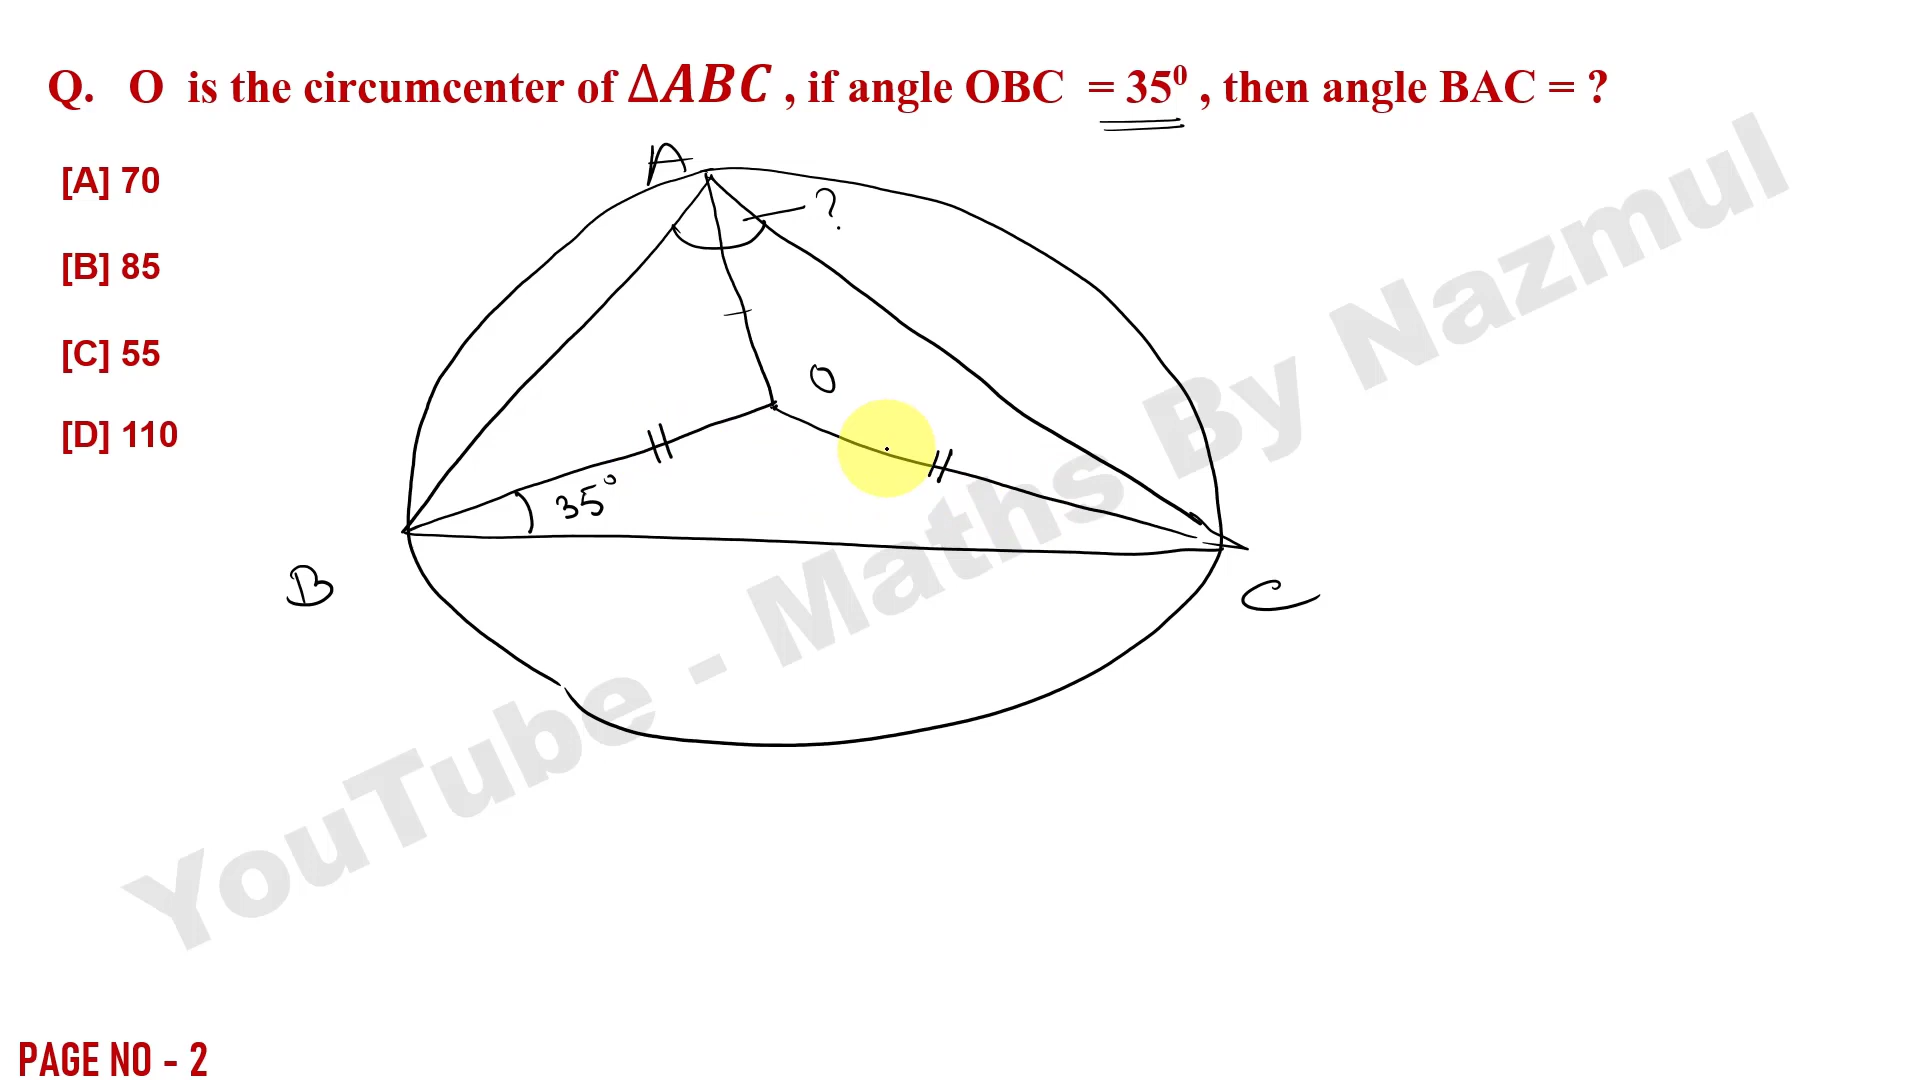 Q. O is the circumcenter of ΔABC , if angle OBC = 35⁰ , then angle BAC = ?
[A] 70
[B] 85
[C] 55
[D] 110
A
?
O
35°
B
C
YouTube - Maths By Nazmul
PAGE NO - 2